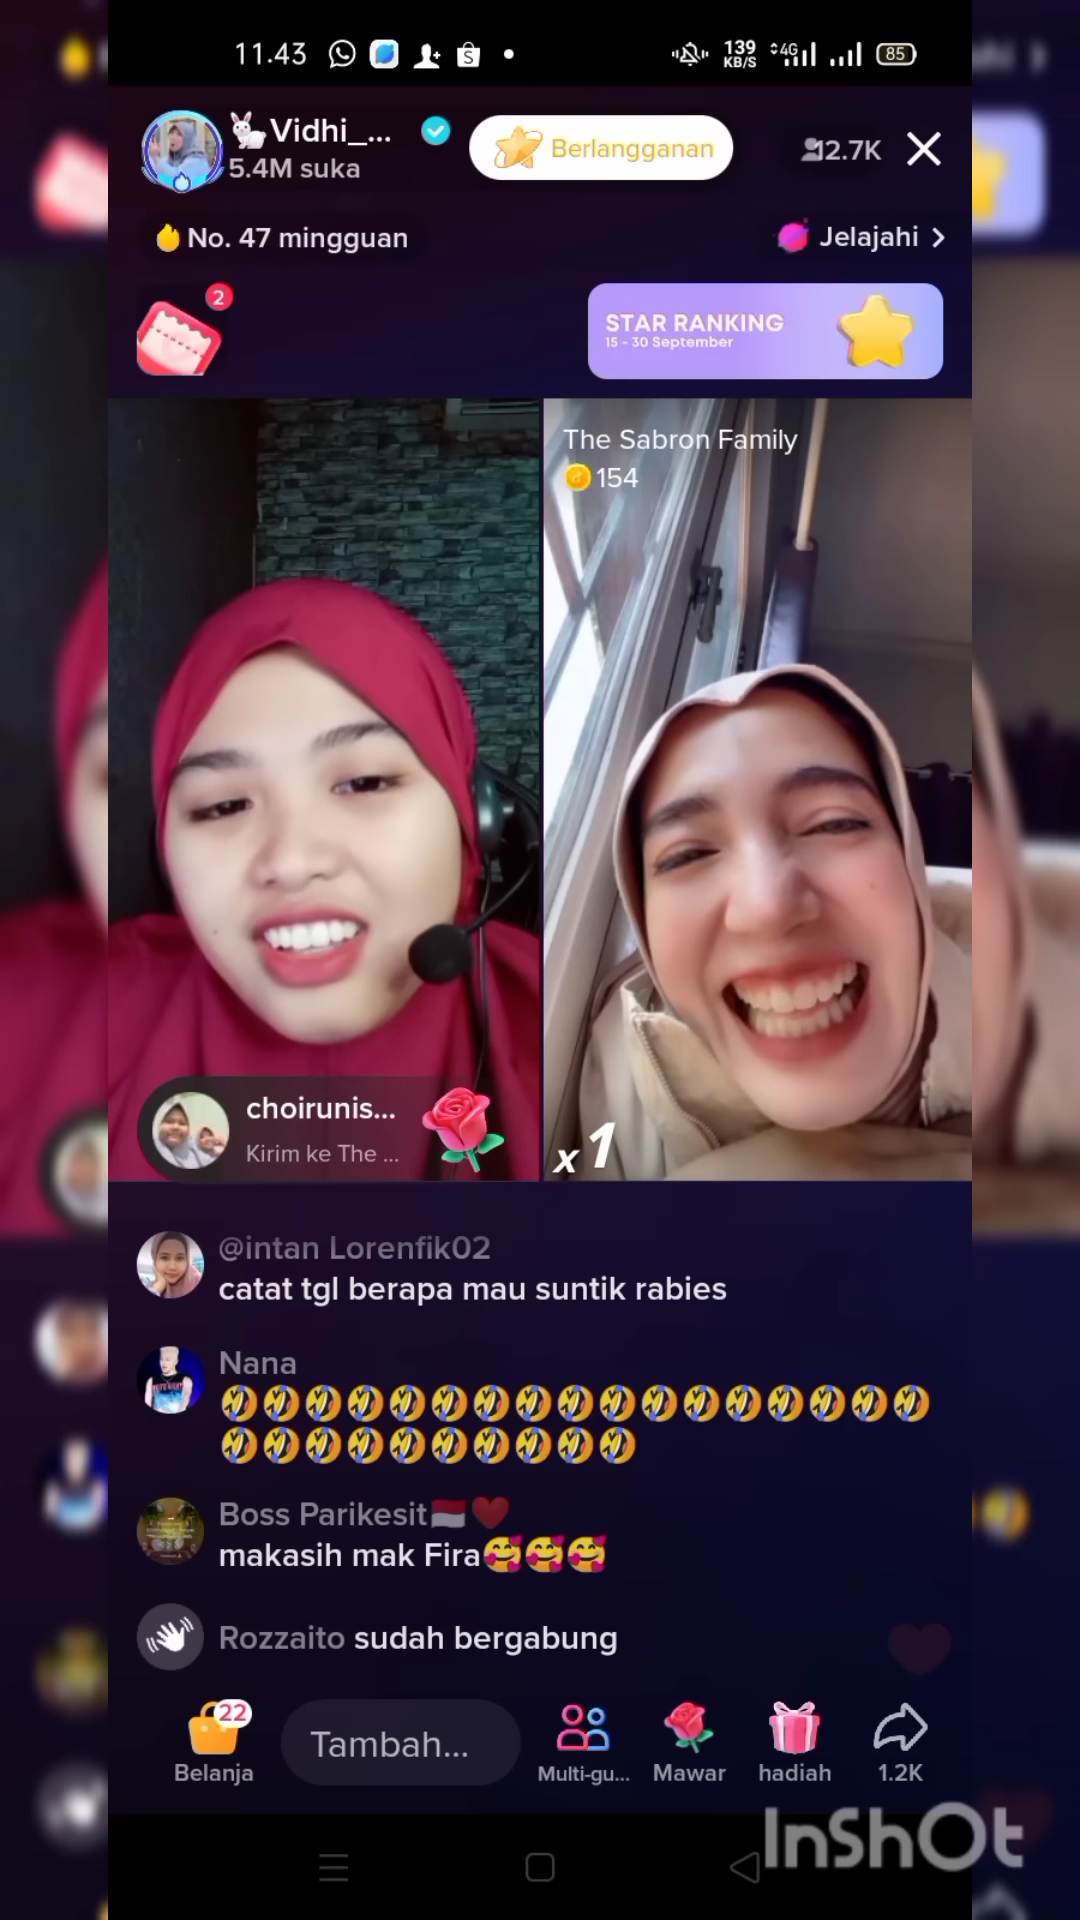 11.43
139
KB/S
4G
85
🐇Vidhi_...
5.4M suka
Berlangganan
12.7K
No. 47 mingguan
Jelajahi >
2
STAR RANKING
15 - 30 September
The Sabron Family
154
choirunis...
Kirim ke The ...
x1
@intan Lorenfik02
catat tgl berapa mau suntik rabies
Nana
🤣🤣🤣🤣🤣🤣🤣🤣🤣🤣🤣🤣🤣🤣🤣🤣🤣
🤣🤣🤣🤣🤣🤣🤣🤣🤣🤣
Boss Parikesit🇮🇩❤️
makasih mak Fira🥰🥰🥰
Rozzaito sudah bergabung
22
Belanja
Tambah...
Multi-gu...
Mawar
hadiah
1.2K
InShOt